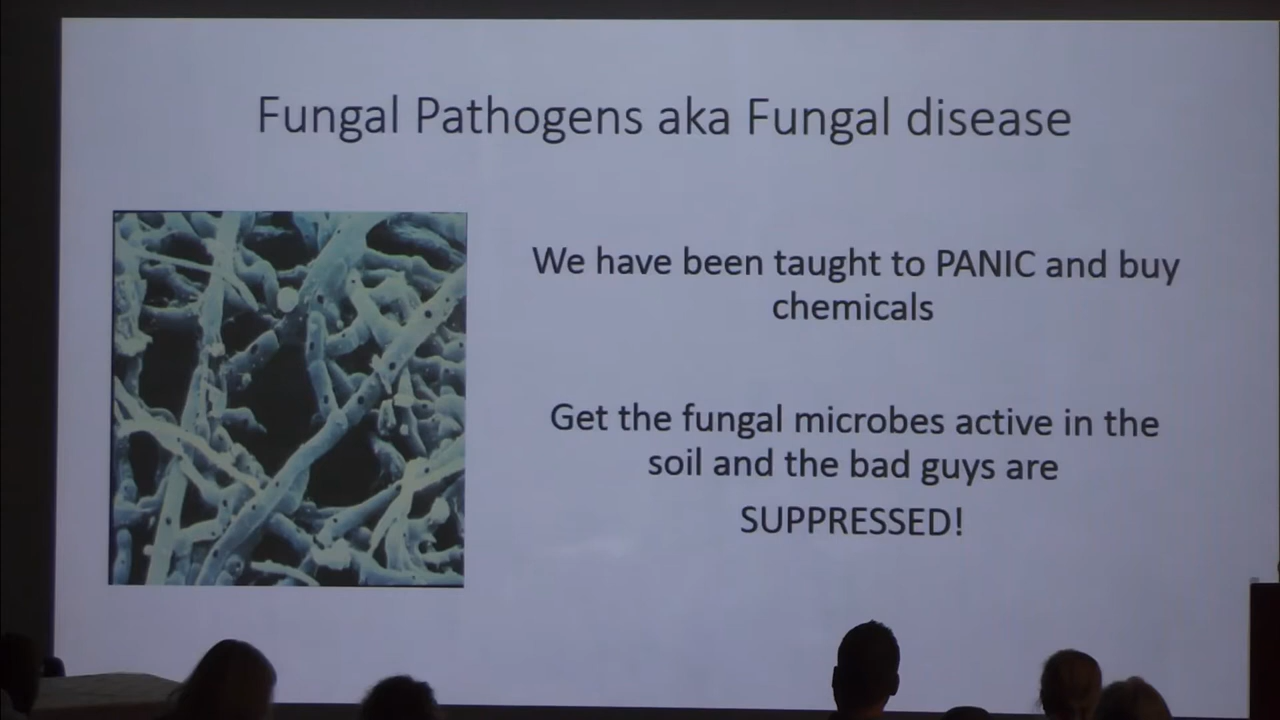 Fungal Pathogens aka Fungal disease
We have been taught to PANIC and buy
chemicals
Get the fungal microbes active in the
soil and the bad guys are
SUPPRESSED!